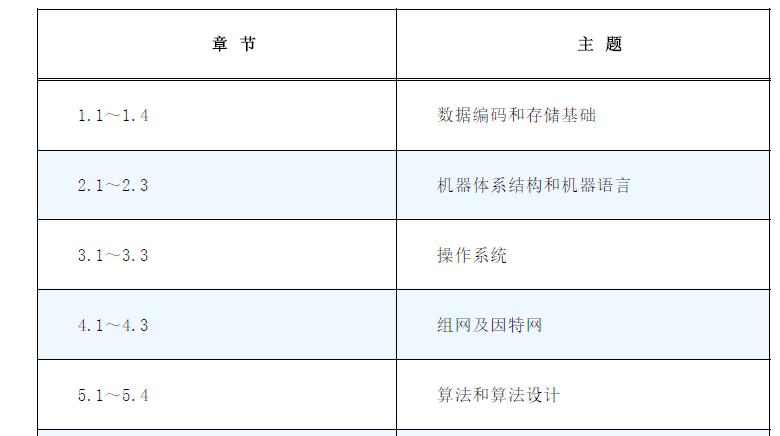 章 节 主 题
1.1～1.4 数据编码和存储基础
2.1～2.3 机器体系结构和机器语言
3.1～3.3 操作系统
4.1～4.3 组网及因特网
5.1～5.4 算法和算法设计